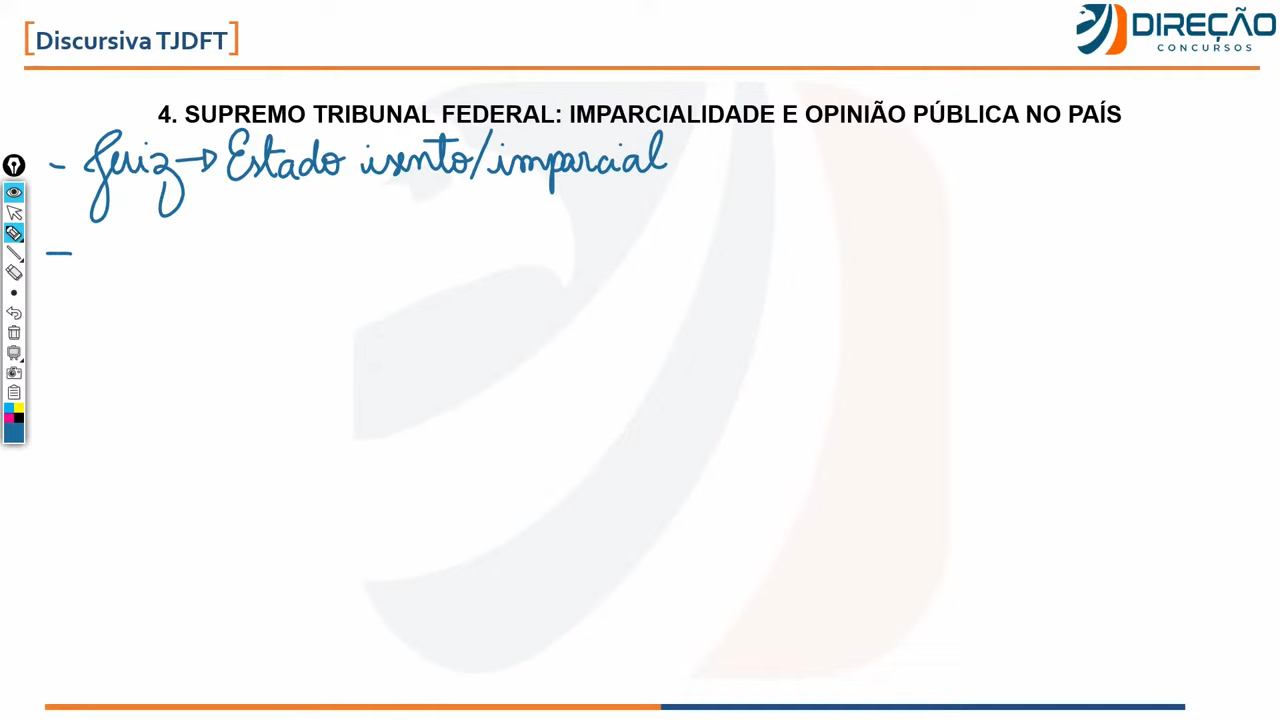 [Discursiva TJDFT]
DIREÇÃO
CONCURSOS
4. SUPREMO TRIBUNAL FEDERAL: IMPARCIALIDADE E OPINIÃO PÚBLICA NO PAÍS
- Juiz → Estado isento/imparcial
-